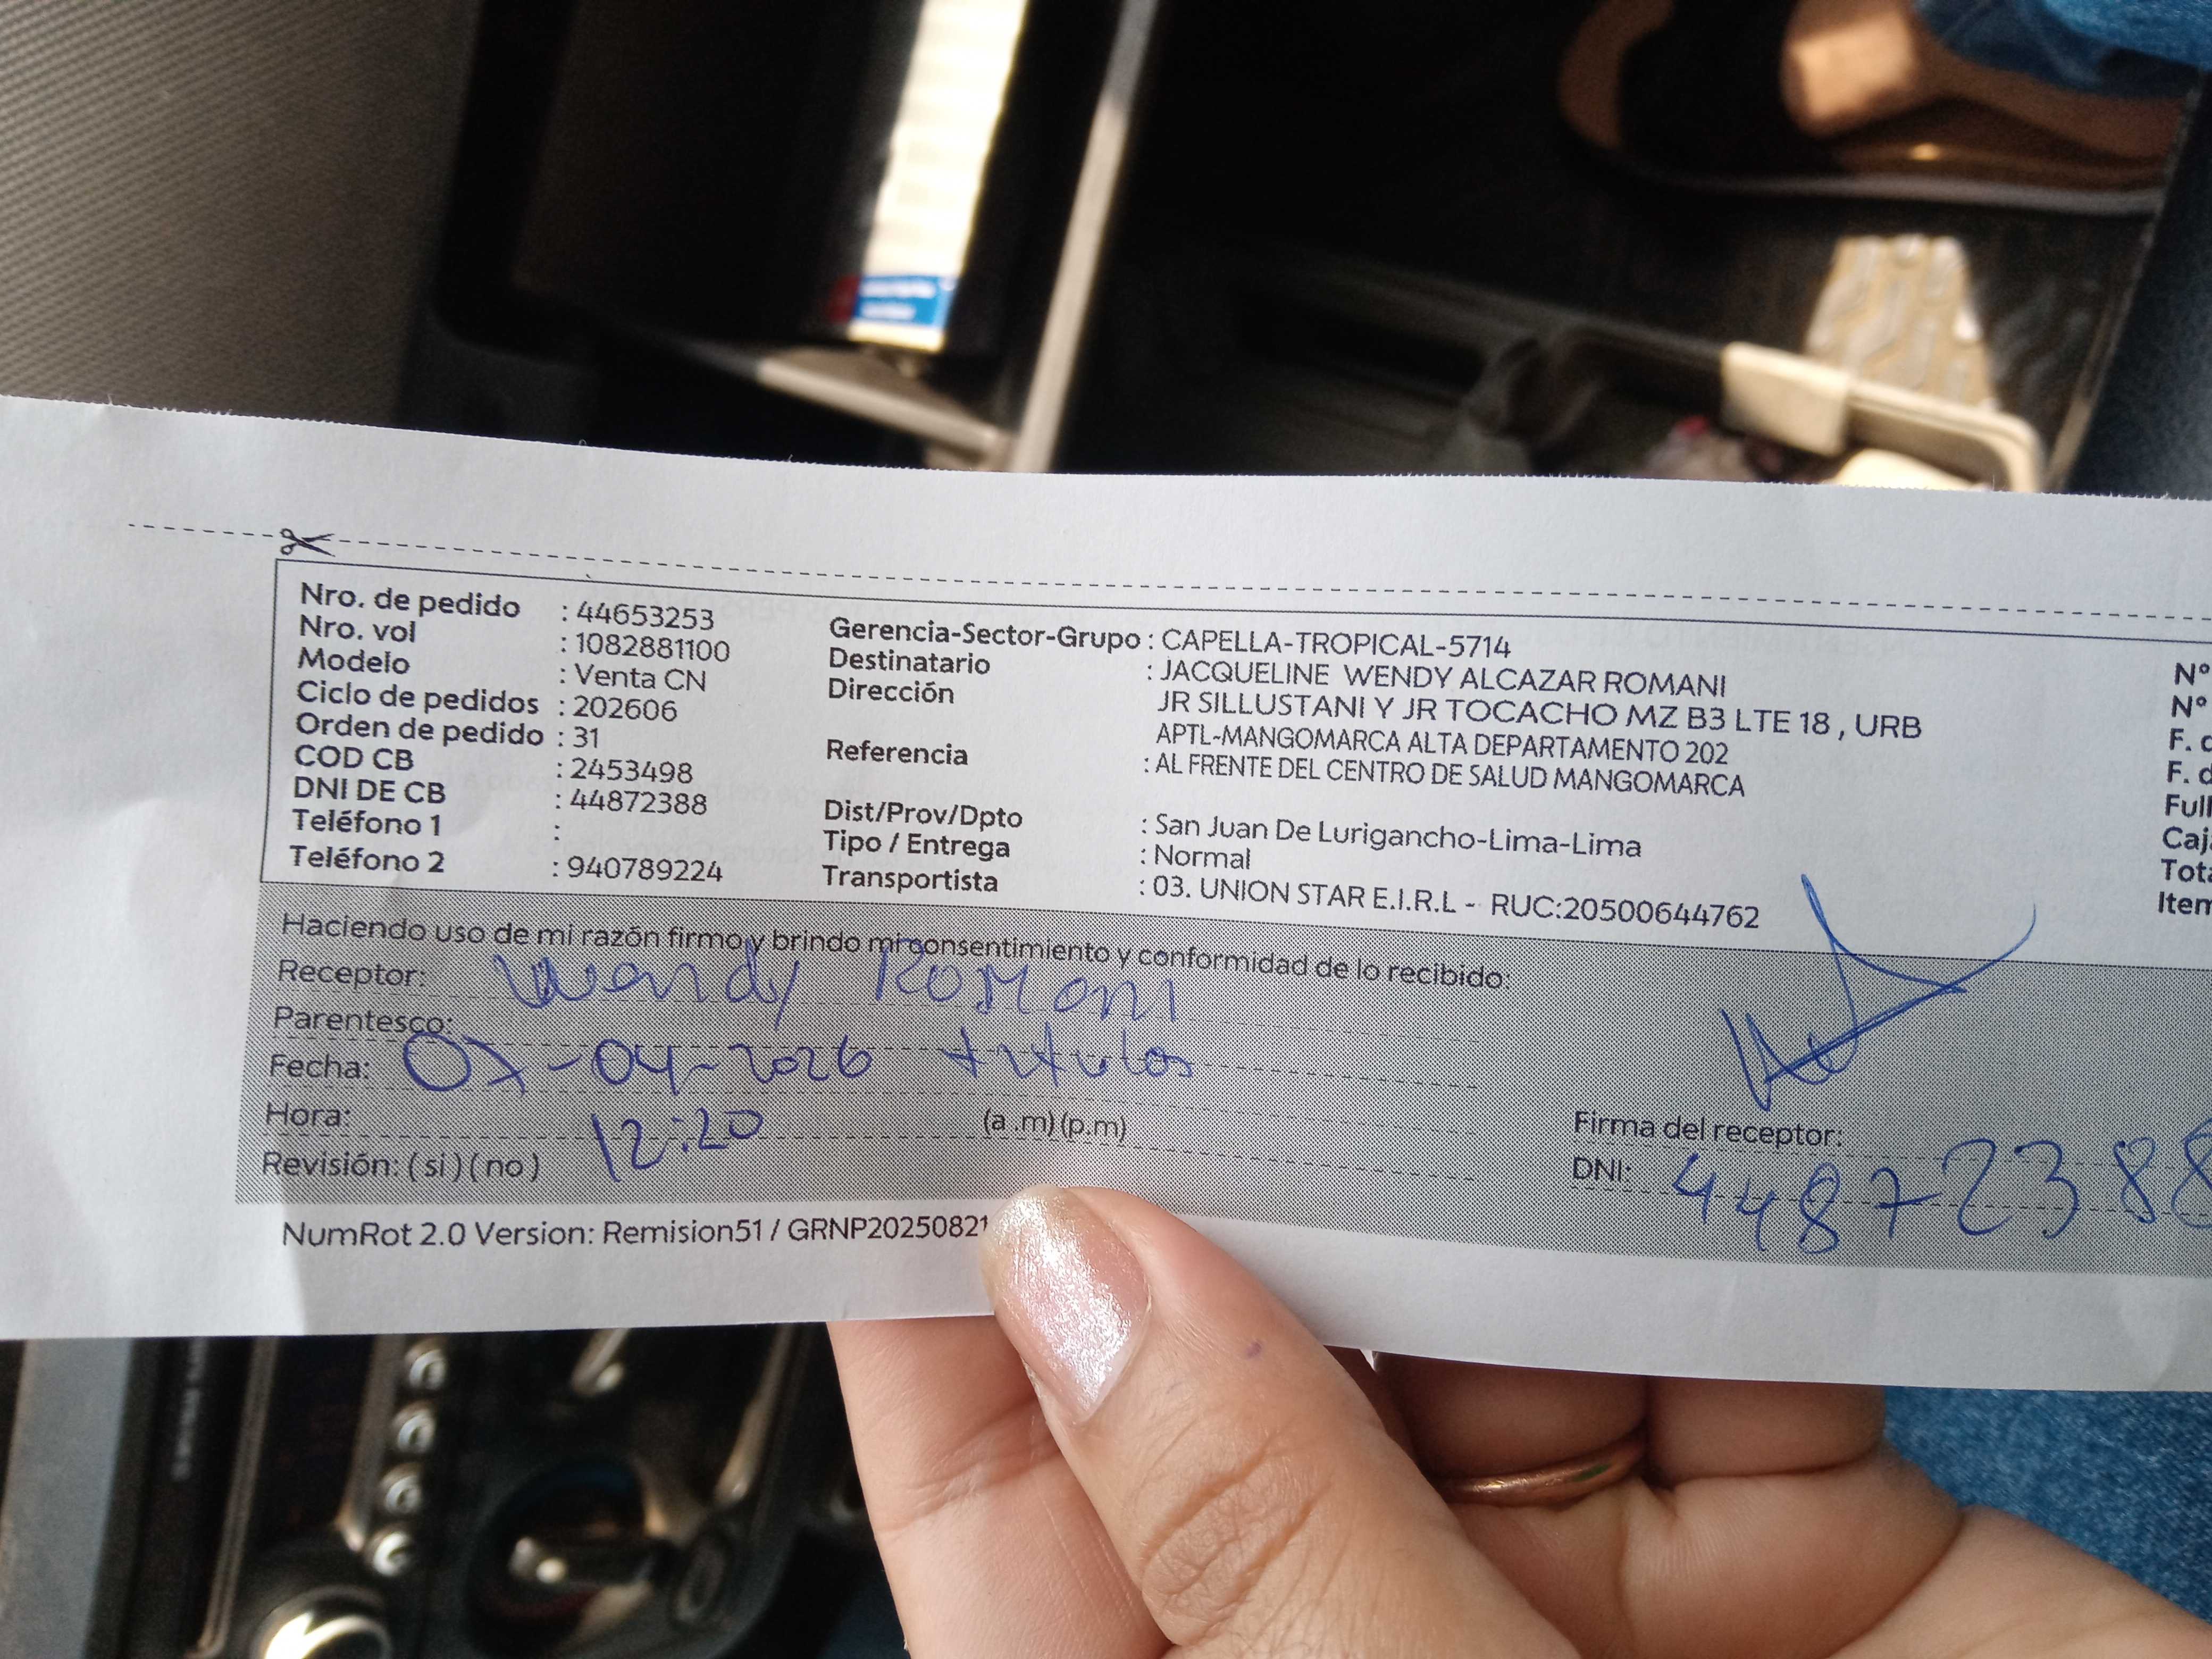 Nro. de pedido : 44653253
Nro. vol : 1082881100
Modelo : Venta CN
Ciclo de pedidos : 202606
Orden de pedido : 31
COD CB : 2453498
DNI DE CB : 44872388
Teléfono 1 :
Teléfono 2 : 940789224
Gerencia-Sector-Grupo : CAPELLA-TROPICAL-5714
Destinatario : JACQUELINE WENDY ALCAZAR ROMANI
Dirección JR SILLUSTANI Y JR TOCACHO MZ B3 LTE 18 , URB
APTL-MANGOMARCA ALTA DEPARTAMENTO 202
Referencia : AL FRENTE DEL CENTRO DE SALUD MANGOMARCA
Dist/Prov/Dpto : San Juan De Lurigancho-Lima-Lima
Tipo / Entrega : Normal
Transportista : 03. UNION STAR E.I.R.L - RUC:20500644762
N°
N°
F. d
F. d
Full
Caj
Tota
Item
Haciendo uso de mi razón firmo y brindo mi consentimiento y conformidad de lo recibido:
Receptor: Wendy Romani
Parentesco: titulos
Fecha: 07-04-2026
Hora: 12:20 (a .m) (p.m)
Revisión: ( si ) ( no )
Firma del receptor:
DNI: 44872388
NumRot 2.0 Version: Remision51 / GRNP20250821